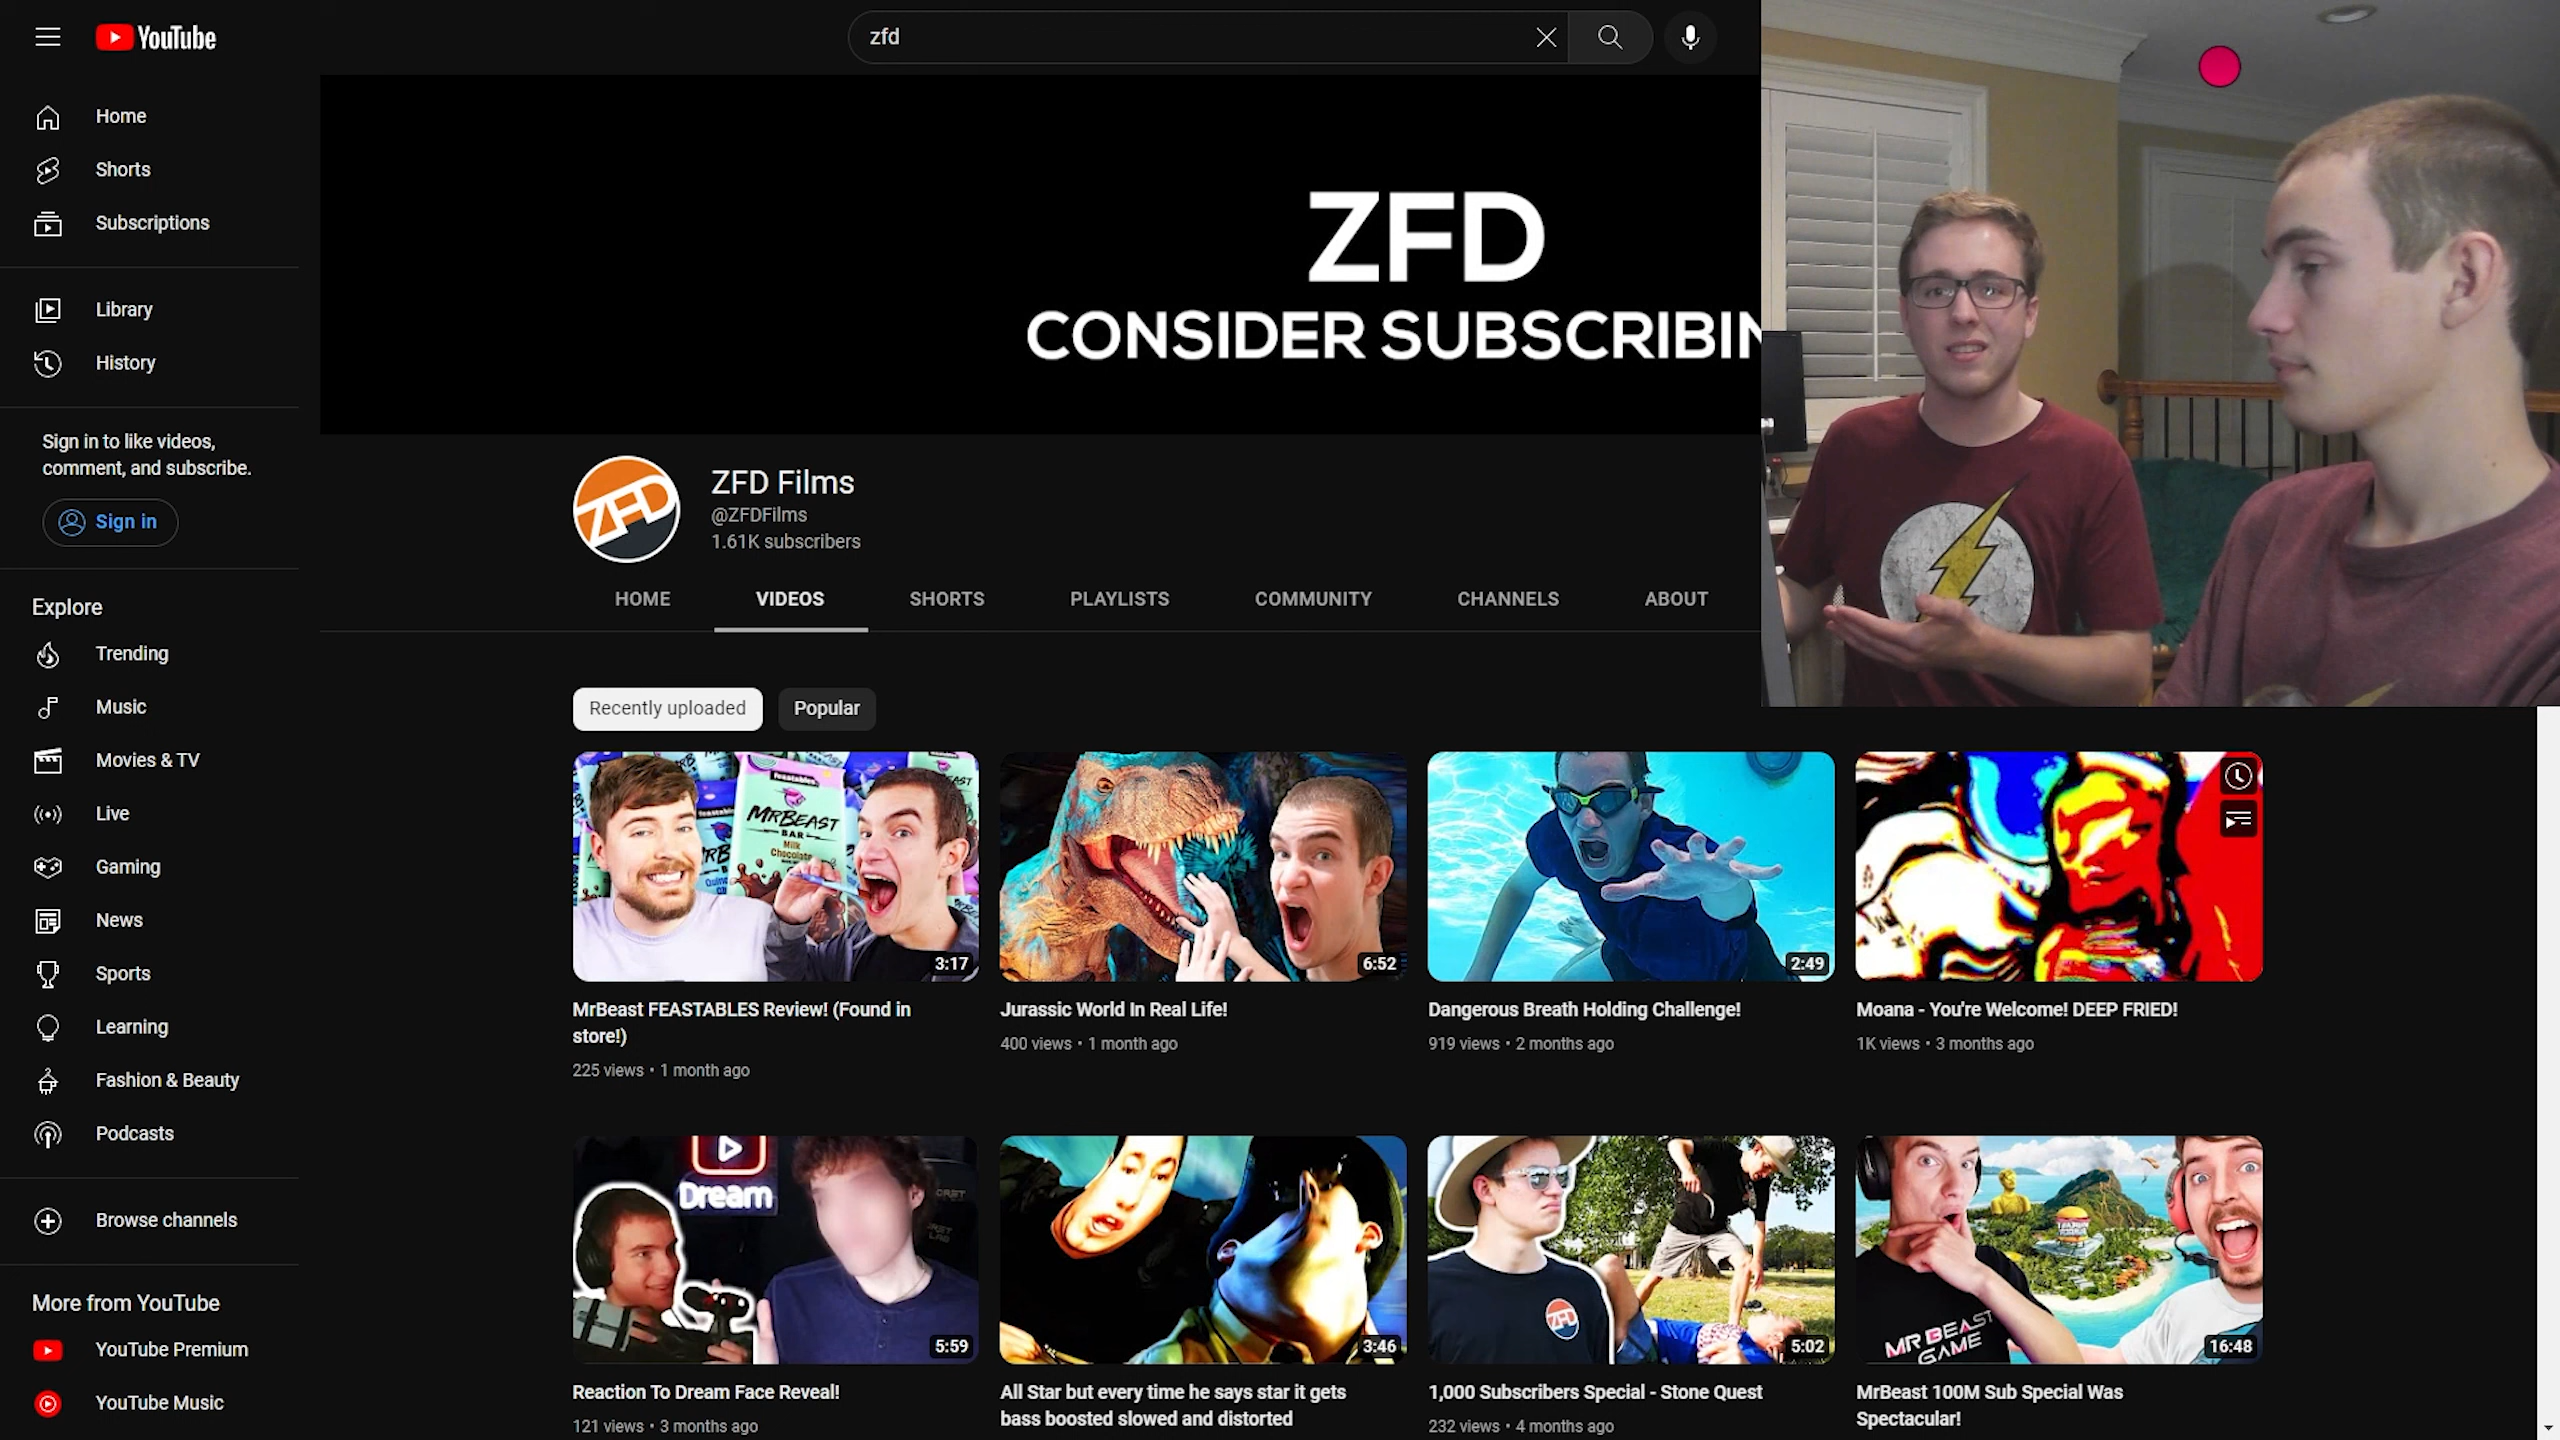 YouTube
zfd
Home
Shorts
Subscriptions
Library
History
Sign in to like videos,
comment, and subscribe.
Sign in
Explore
Trending
Music
Movies & TV
Live
Gaming
News
Sports
Learning
Fashion & Beauty
Podcasts
Browse channels
More from YouTube
YouTube Premium
YouTube Music
ZFD
CONSIDER SUBSCRIBIN
ZFD
ZFD Films
@ZFDFilms
1.61K subscribers
HOME
VIDEOS
SHORTS
PLAYLISTS
COMMUNITY
CHANNELS
ABOUT
Recently uploaded
Popular
feastables
MRBEAST
BAR
Milk
Chocolate
3:17
MrBeast FEASTABLES Review! (Found in
store!)
225 views • 1 month ago
6:52
Jurassic World In Real Life!
400 views • 1 month ago
2:49
Dangerous Breath Holding Challenge!
919 views • 2 months ago
Moana - You're Welcome! DEEP FRIED!
1K views • 3 months ago
Dream
5:59
Reaction To Dream Face Reveal!
121 views • 3 months ago
3:46
All Star but every time he says star it gets
bass boosted slowed and distorted
ZFD
5:02
1,000 Subscribers Special - Stone Quest
232 views • 4 months ago
MR BEAST
GAME
16:48
MrBeast 100M Sub Special Was
Spectacular!